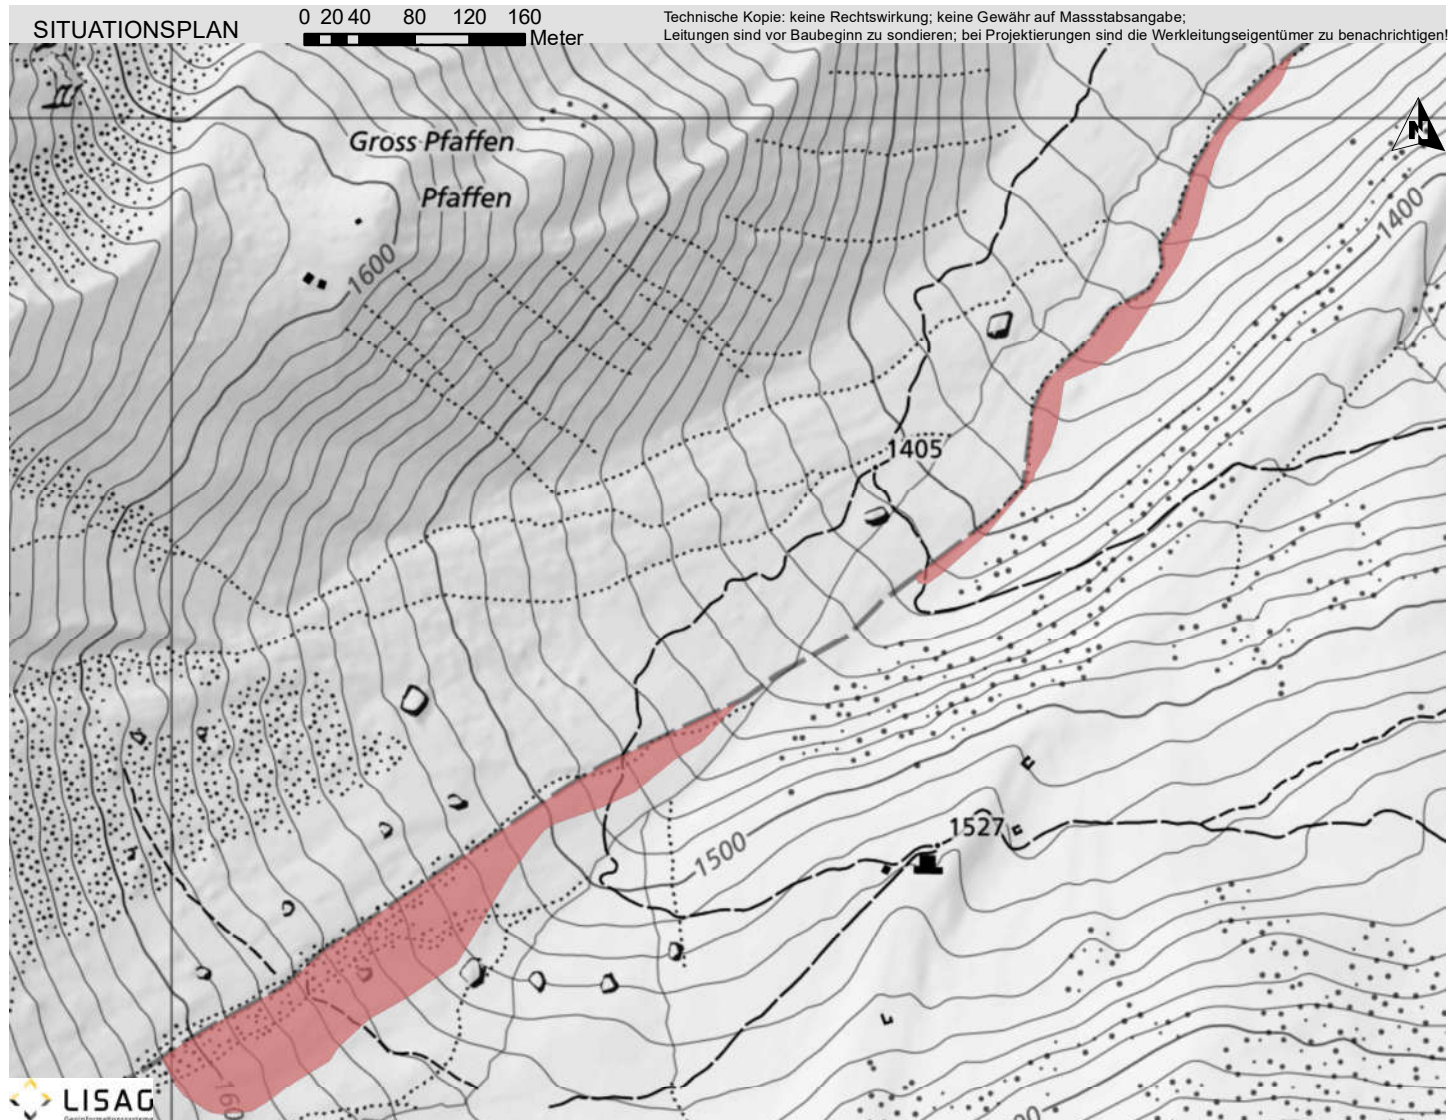 SITUATIONSPLAN
0 20 40 80 120 160
Meter
Technische Kopie: keine Rechtswirkung; keine Gewähr auf Massstabsangabe;
Leitungen sind vor Baubeginn zu sondieren; bei Projektierungen sind die Werkleitungseigentümer zu benachrichtigen!
N
Gross Pfaffen
Pfaffen
1400
1600
1405
1527
1500
160
LISAG
Geoinformationssysteme